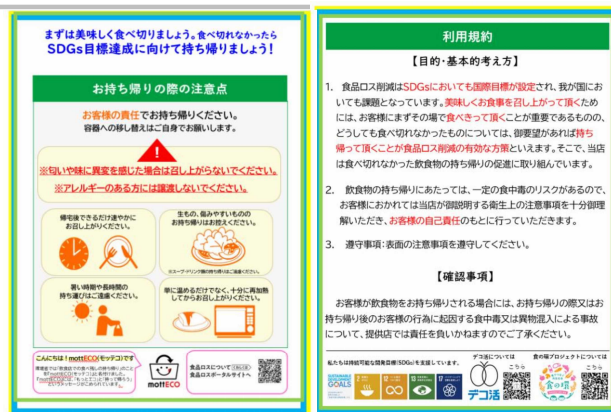 まずは美味しく食べ切りましょう。食べ切れなかったら
SDGs目標達成に向けて持ち帰りましょう！
お持ち帰りの際の注意点
お客様の責任でお持ち帰りください。
容器への移し替えはご自身でお願いします。
※匂いや味に異変を感じた場合は召し上がらないでください。
※アレルギーのある方には譲渡しないでください。
帰宅後できるだけ速やかに
お召し上がりください。
生もの、傷みやすいものの
お持ち帰りはお控えください。
※スープ・ドリンク類の持ち帰りはご遠慮ください。
暑い時期や長時間の
持ち運びはご遠慮ください。
単に温めるだけでなく、十分に再加熱
してからお召し上がりください。
こんにちは！mottECO(モッテコ)です
mottECO
食品ロスについて
食品ロスポータルサイトへ
利用規約
【目的・基本的考え方】
1. 食品ロス削減はSDGsにおいても国際目標が設定され、我が国にお
いても課題となっています。美味しくお食事を召し上がって頂くため
には、お客様にまずその場で食べきって頂くことが重要であるものの、
どうしても食べ切れなかったものについては、御要望があれば持ち
帰って頂くことが食品ロス削減の有効な方策といえます。そこで、当店
は食べ切れなかった飲食物の持ち帰りの促進に取り組んでいます。
2. 飲食物の持ち帰りにあたっては、一定の食中毒のリスクがあるので、
お客様におかれては当店が御説明する衛生上の注意事項を十分御理
解いただき、お客様の自己責任のもとに行っていただきます。
3. 遵守事項：表面の注意事項を遵守してください。
【確認事項】
お客様が飲食物をお持ち帰りされる場合には、お持ち帰りの際又はお
持ち帰り後のお客様の行為に起因する食中毒又は異物混入による事故
について、提供店では責任を負いかねますのでご了承ください。
私たちは持続可能な開発目標(SDGs)を支援しています。
SUSTAINABLE
DEVELOPMENT
GOALS
2
12
13
17
デコ活については
こちら
デコ活
食の環プロジェクトについては
こちら
食の環